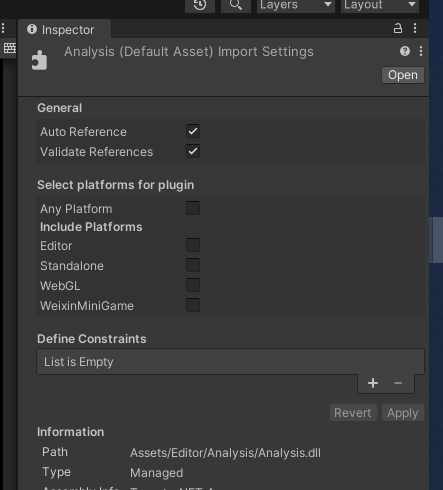 Layers
Layout
Inspector
Analysis (Default Asset) Import Settings
Open
General
Auto Reference
Validate References
Select platforms for plugin
Any Platform
Include Platforms
Editor
Standalone
WebGL
WeixinMiniGame
Define Constraints
List is Empty
+ −
Revert Apply
Information
Path Assets/Editor/Analysis/Analysis.dll
Type Managed